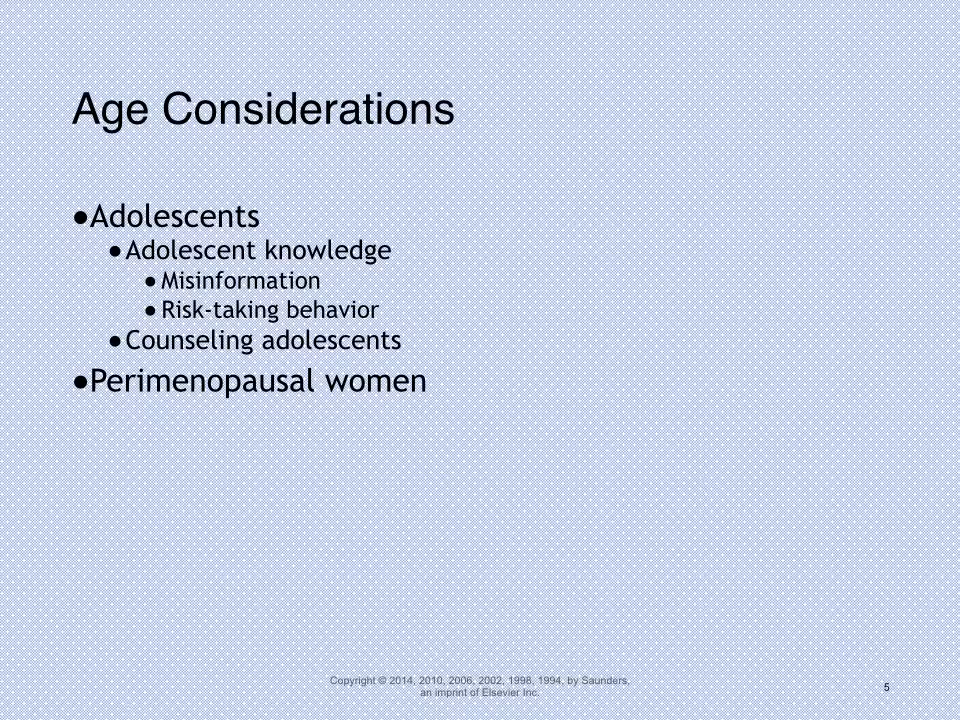 Age Considerations
●Adolescents
●Adolescent knowledge
●Misinformation
●Risk-taking behavior
●Counseling adolescents
●Perimenopausal women
Copyright © 2014, 2010, 2006, 2002, 1998, 1994, by Saunders,
an imprint of Elsevier Inc.
5